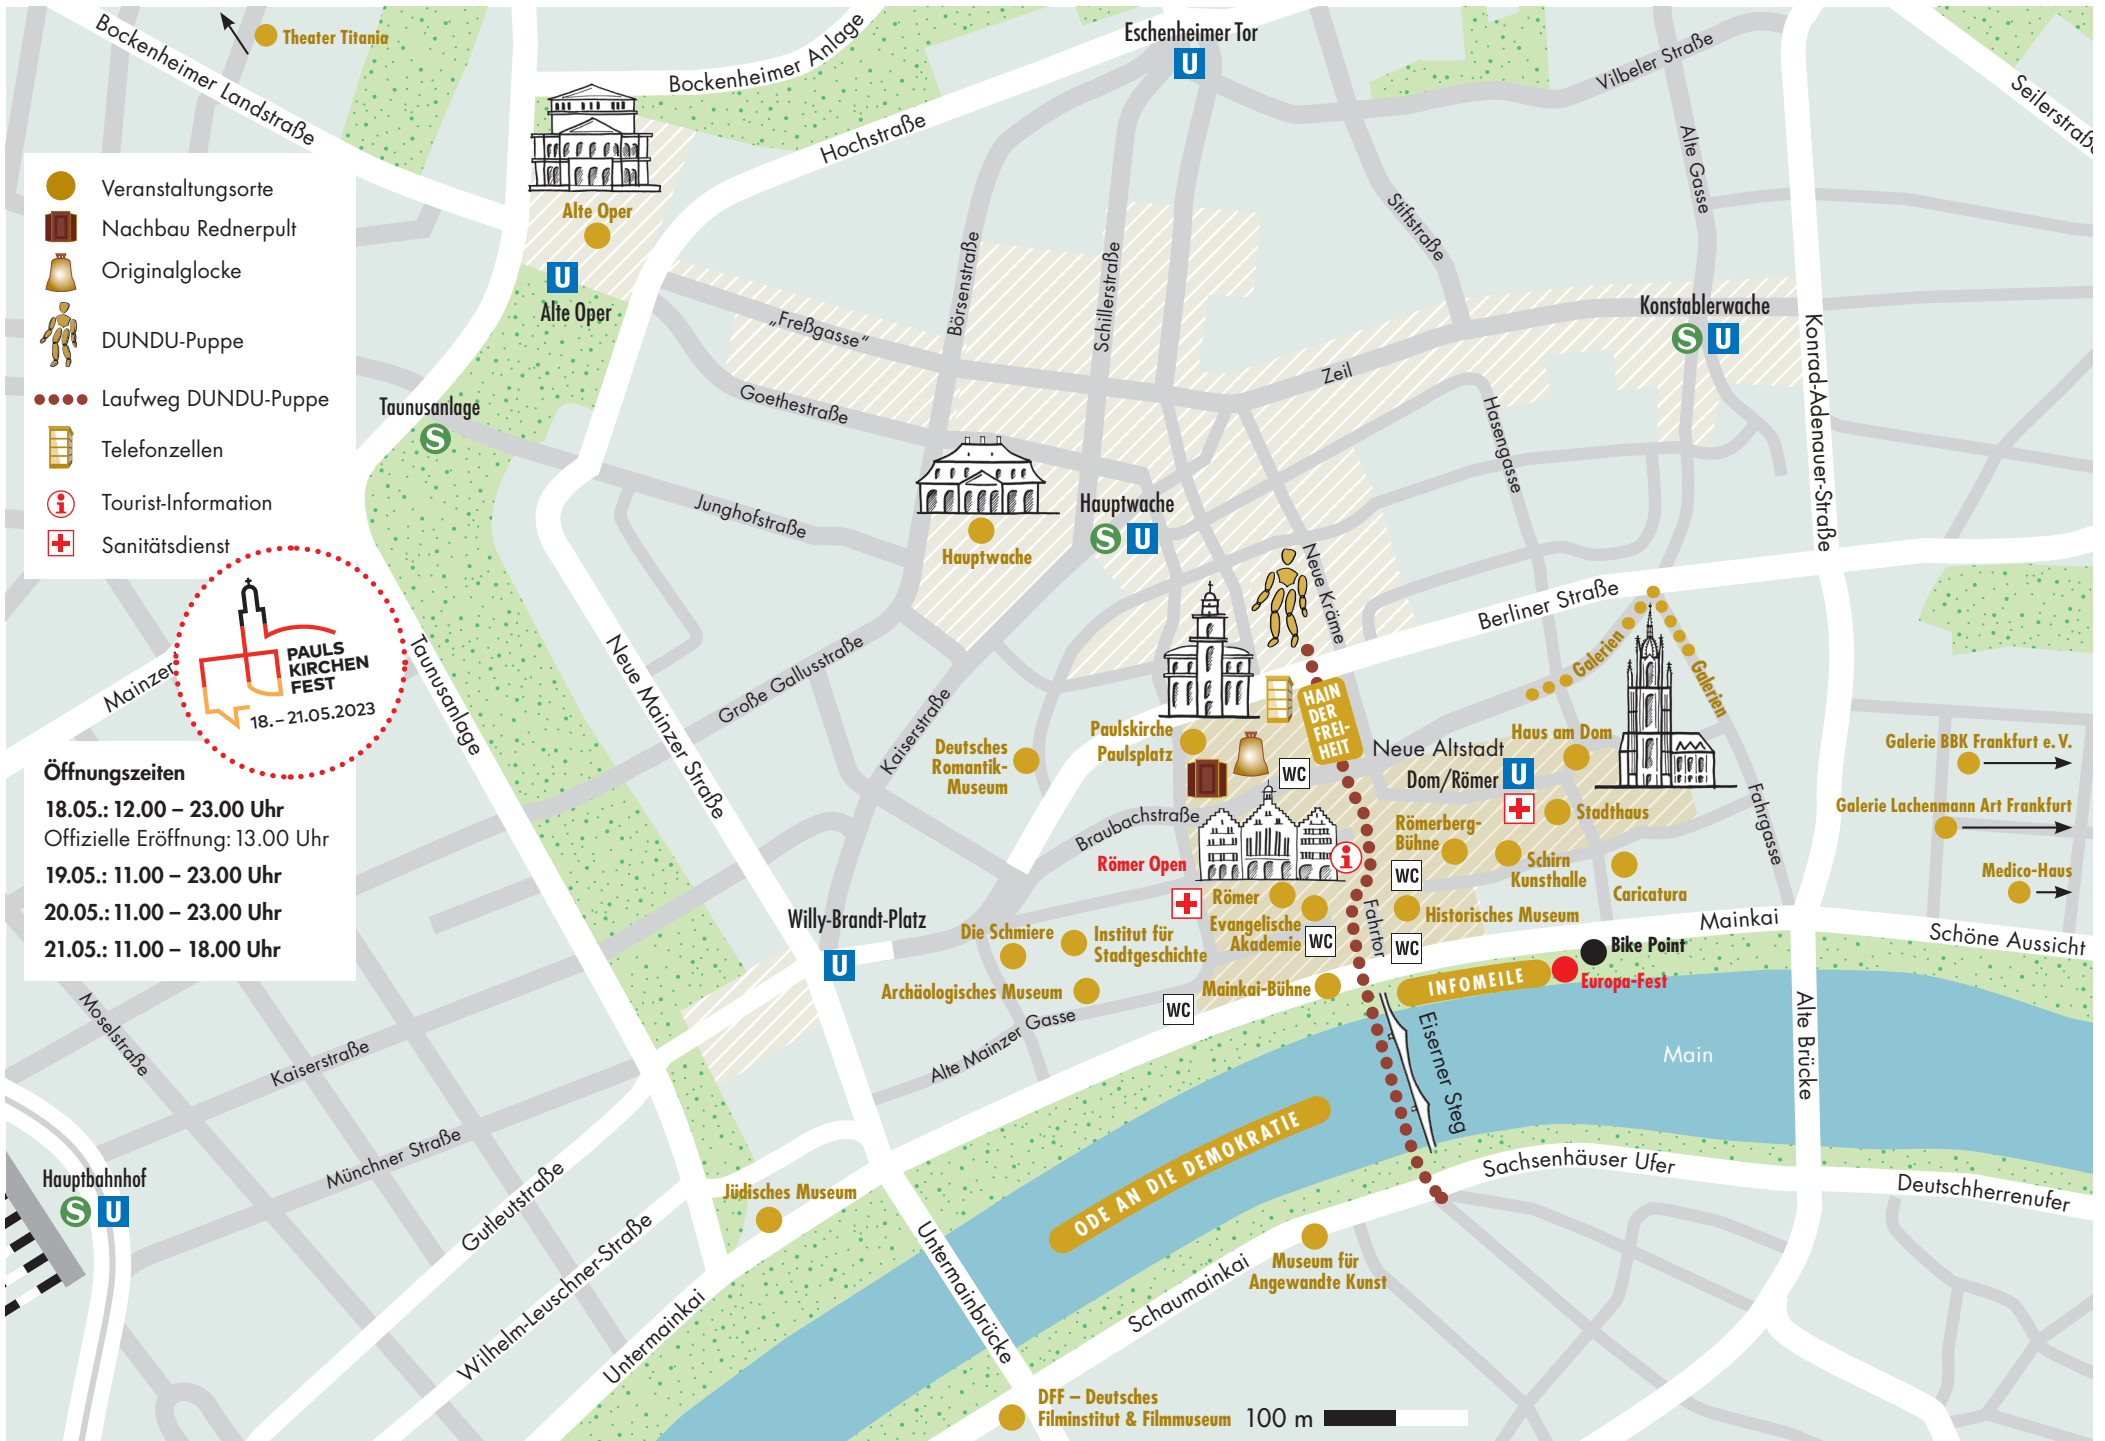 Theater Titania
Bockenheimer Landstraße
Bockenheimer Anlage
Hochstraße
Eschenheimer Tor
U
Vilbeler Straße
Seilerstraße
Alte Gasse
Stiftstraße
Veranstaltungsorte
Nachbau Rednerpult
Originalglocke
DUNDU-Puppe
Laufweg DUNDU-Puppe
Telefonzellen
i
Tourist-Information
Sanitätsdienst
PAULS
KIRCHEN
FEST
18.–21.05.2023
Öffnungszeiten
18.05.: 12.00 – 23.00 Uhr
Offizielle Eröffnung: 13.00 Uhr
19.05.: 11.00 – 23.00 Uhr
20.05.: 11.00 – 23.00 Uhr
21.05.: 11.00 – 18.00 Uhr
Alte Oper
U
Alte Oper
Börsenstraße
Schillerstraße
„Freßgasse”
Goethestraße
Zeil
Hasengasse
Konstablerwache
S U
Konrad-Adenauer-Straße
Taunusanlage
S
Junghofstraße
Hauptwache
Hauptwache
S U
Neue Kräme
Berliner Straße
Galerien
Galerien
Mainzer
Taunusanlage
Neue Mainzer Straße
Große Gallusstraße
Kaiserstraße
Deutsches
Romantik-
Museum
Paulskirche
Paulsplatz
HAIN
DER
FREI-
HEIT
WC
Neue Altstadt
Dom/Römer
U
Haus am Dom
Stadthaus
Fahrgasse
Galerie BBK Frankfurt e. V.
Galerie Lachenmann Art Frankfurt
Medico-Haus
Braubachstraße
Römer Open
i
Römerberg-
Bühne
Schirn
Kunsthalle
Caricatura
WC
Römer
Evangelische
Akademie
WC
Fahrtor
Historisches Museum
WC
Willy-Brandt-Platz
U
Die Schmiere
Institut für
Stadtgeschichte
Archäologisches Museum
WC
Mainkai-Bühne
INFOMEILE
Bike Point
Europa-Fest
Mainkai
Schöne Aussicht
Alte Mainzer Gasse
Eiserner Steg
Main
Alte Brücke
Moselstraße
Kaiserstraße
Münchner Straße
Hauptbahnhof
S U
Gutleutstraße
Wilhelm-Leuschner-Straße
Untermainkai
Jüdisches Museum
Untermainbrücke
ODE AN DIE DEMOKRATIE
Sachsenhäuser Ufer
Deutschherrenufer
Schaumainkai
Museum für
Angewandte Kunst
DFF – Deutsches
Filminstitut & Filmmuseum
100 m